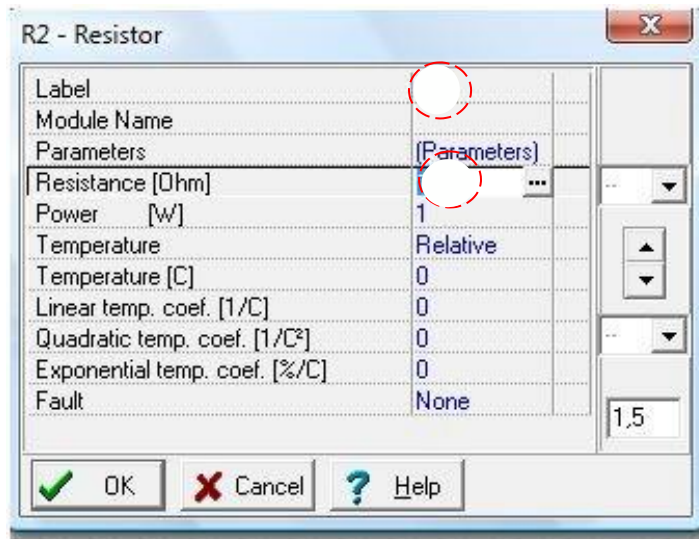 R2 - Resistor
Label
Module Name
Parameters (Parameters)
Resistance [Ohm] ...
Power [W] 1
Temperature Relative
Temperature [C] 0
Linear temp. coef. [1/C] 0
Quadratic temp. coef. [1/C²] 0
Exponential temp. coef. [%/C] 0
Fault None
1,5
OK Cancel ? Help